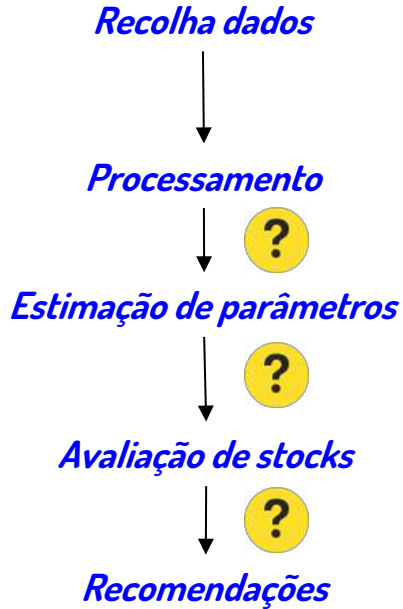 Recolha dados
Processamento
?
Estimação de parâmetros
?
Avaliação de stocks
?
Recomendações